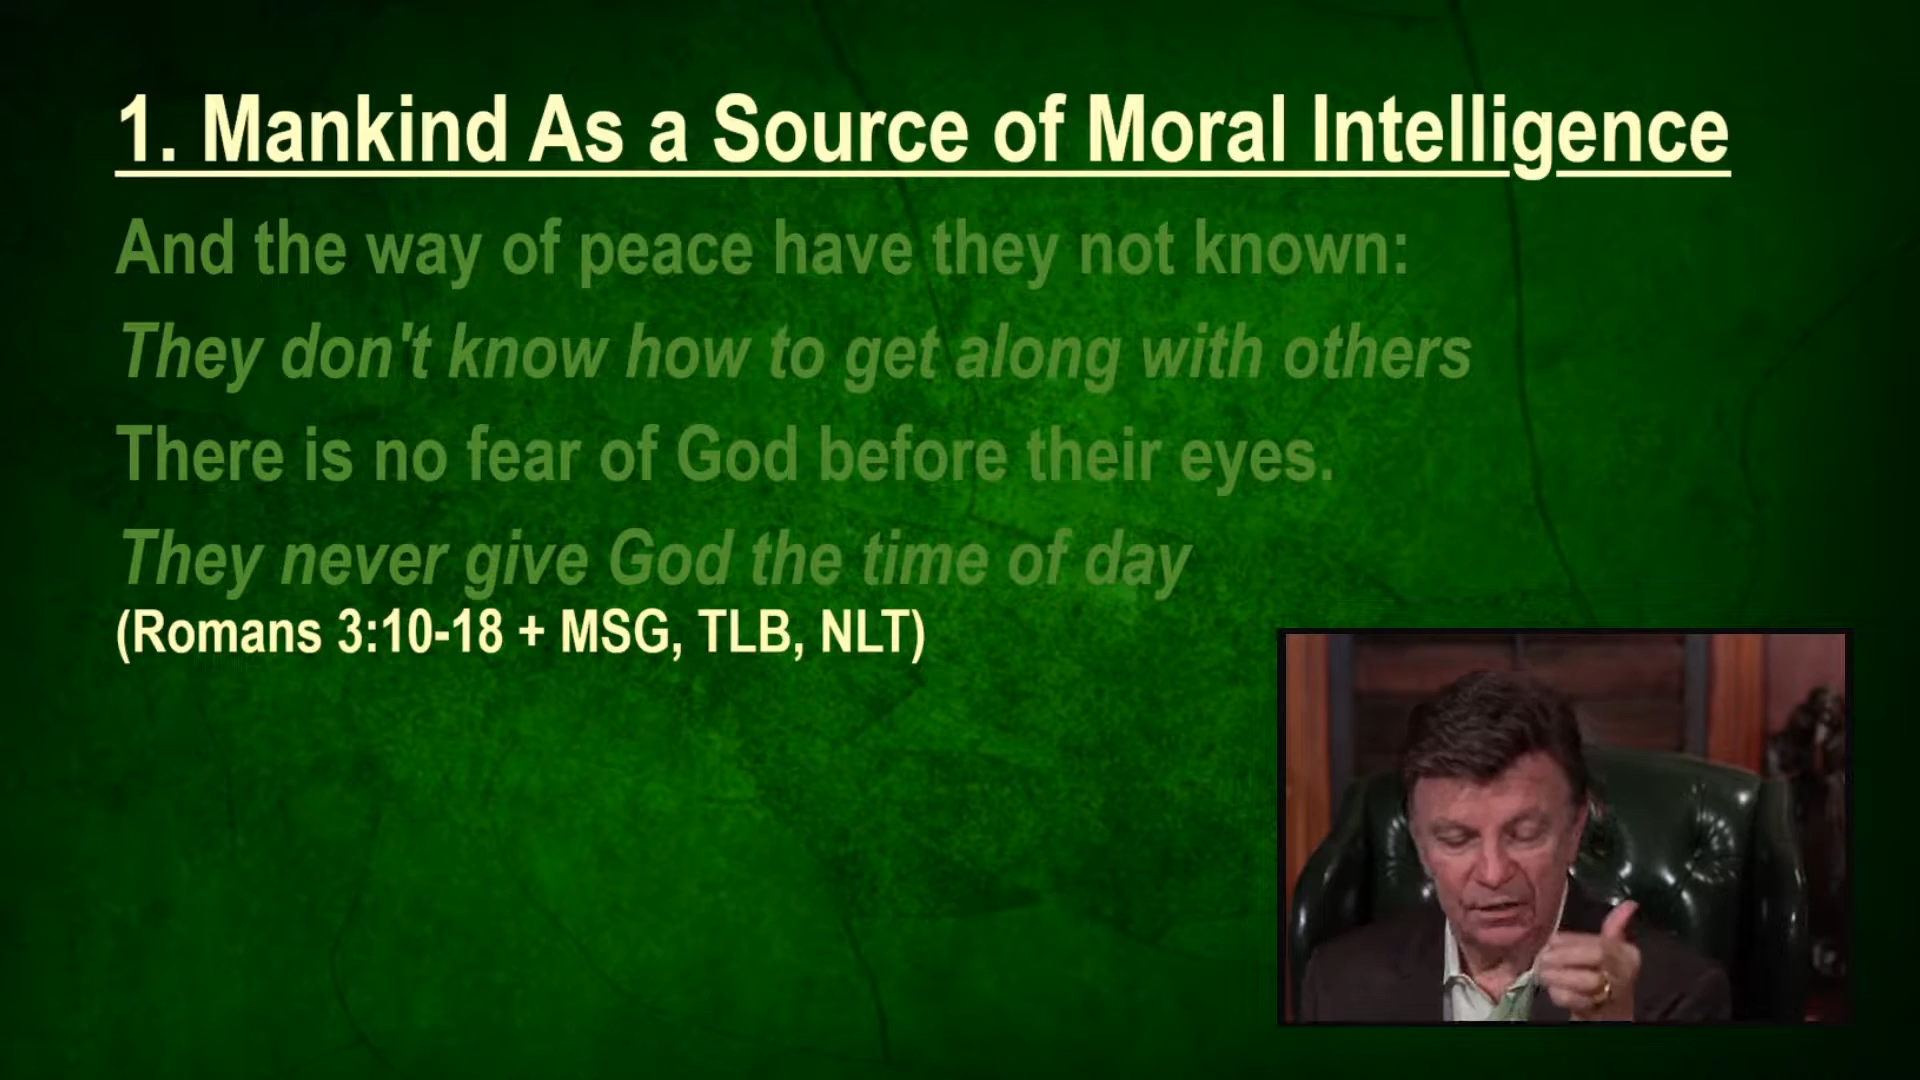 1. Mankind As a Source of Moral Intelligence
And the way of peace have they not known:
They don't know how to get along with others
There is no fear of God before their eyes.
They never give God the time of day
(Romans 3:10-18 + MSG, TLB, NLT)